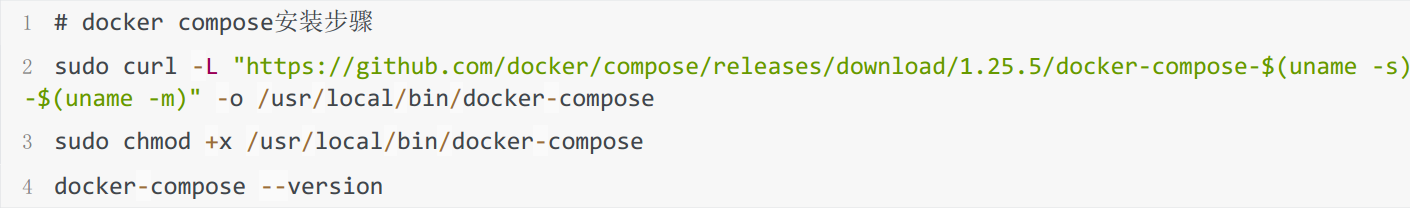 1 # docker compose安装步骤
2 sudo curl -L "https://github.com/docker/compose/releases/download/1.25.5/docker-compose-$(uname -s)
-$(uname -m)" -o /usr/local/bin/docker-compose
3 sudo chmod +x /usr/local/bin/docker-compose
4 docker-compose --version